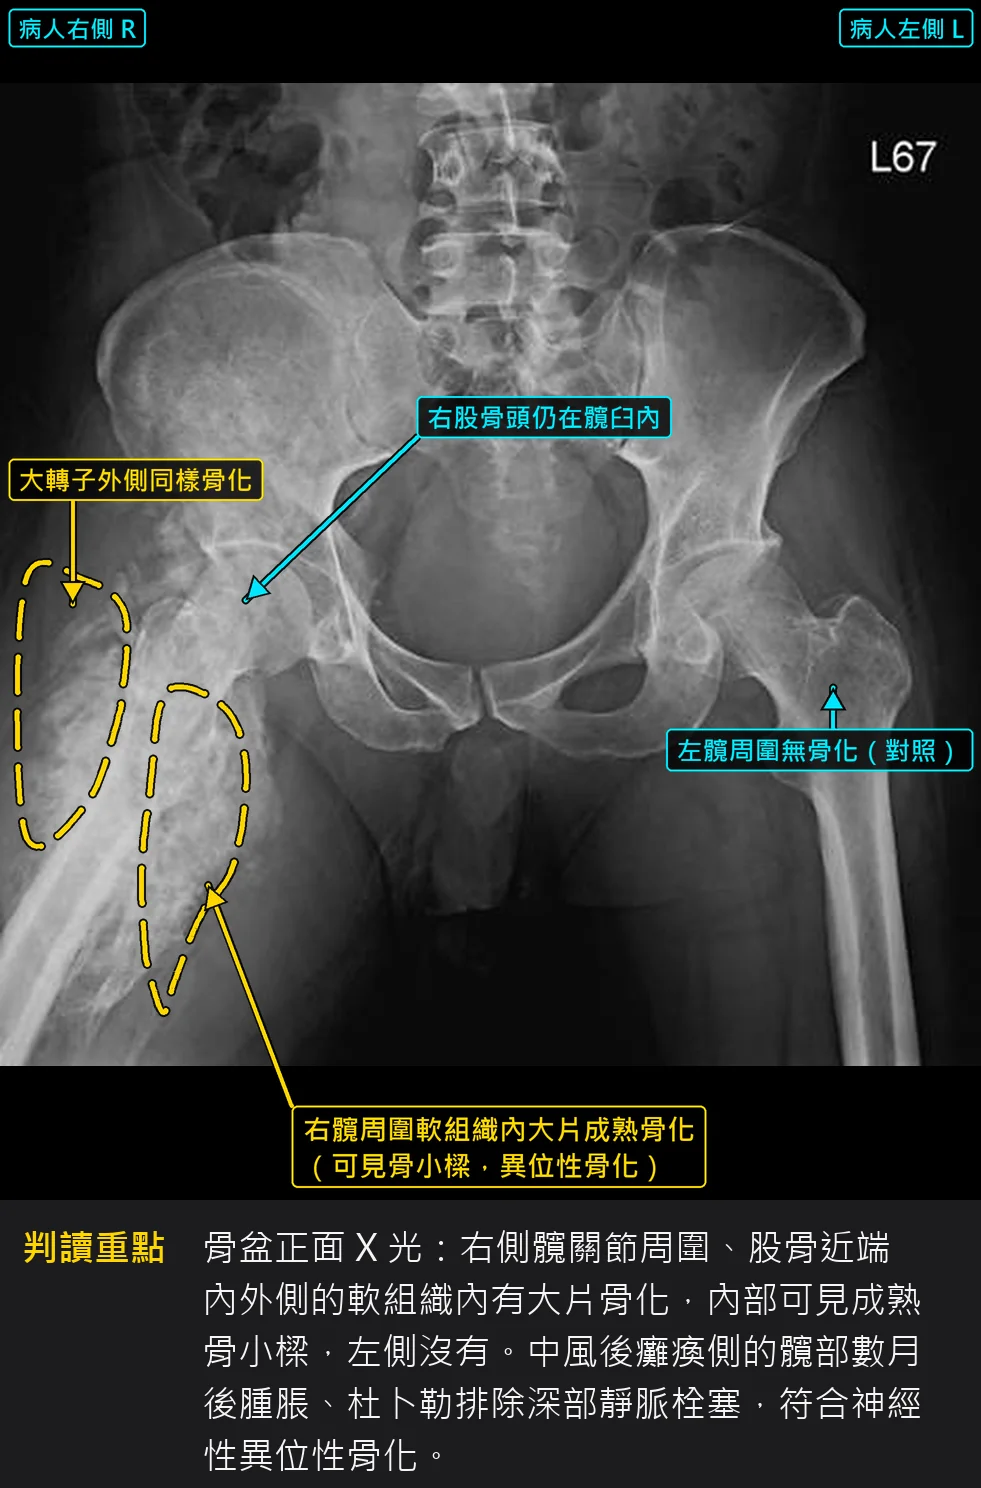 病人右側 R
病人左側 L
L67
右股骨頭仍在髖臼內
大轉子外側同樣骨化
左髖周圍無骨化（對照）
右髖周圍軟組織內大片成熟骨化
（可見骨小樑，異位性骨化）
判讀重點
骨盆正面 X 光：右側髖關節周圍、股骨近端
內外側的軟組織內有大片骨化，內部可見成熟
骨小樑，左側沒有。中風後癱瘓側的髖部數月
後腫脹、杜卜勒排除深部靜脈栓塞，符合神經
性異位性骨化。